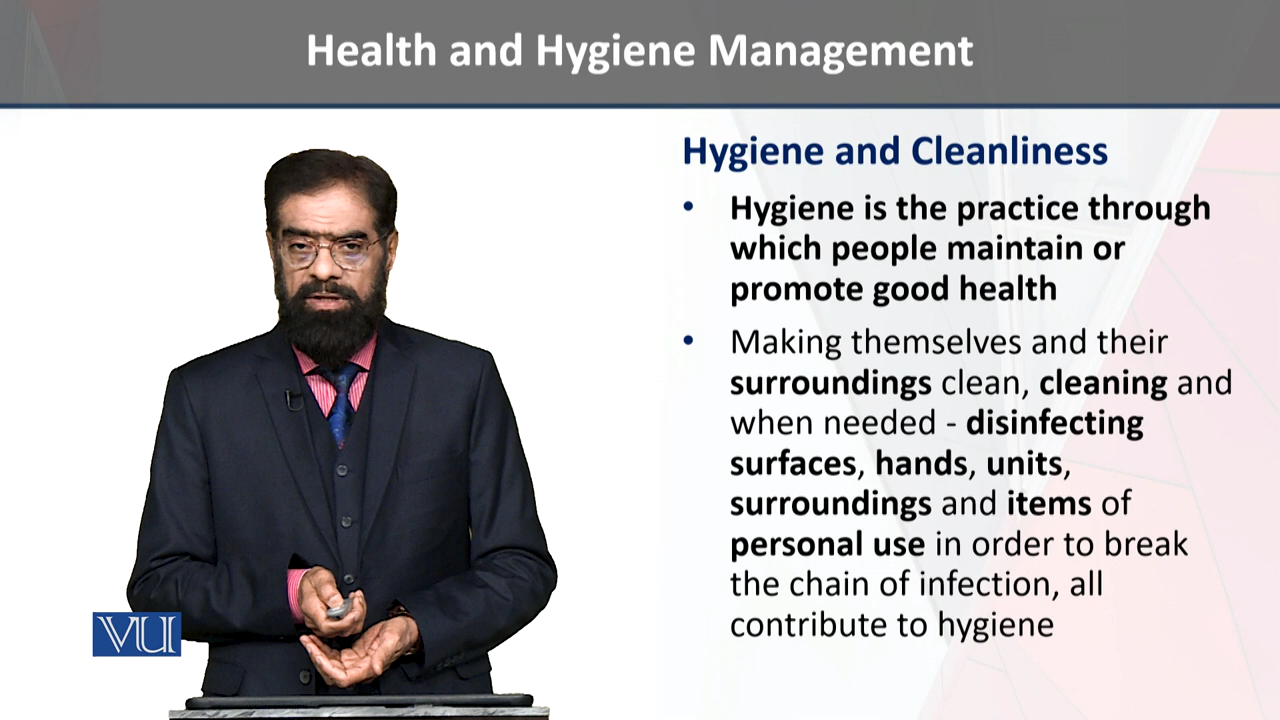 Health and Hygiene Management
Hygiene and Cleanliness
• Hygiene is the practice through
which people maintain or
promote good health
• Making themselves and their
surroundings clean, cleaning and
when needed - disinfecting
surfaces, hands, units,
surroundings and items of
personal use in order to break
the chain of infection, all
contribute to hygiene
VU